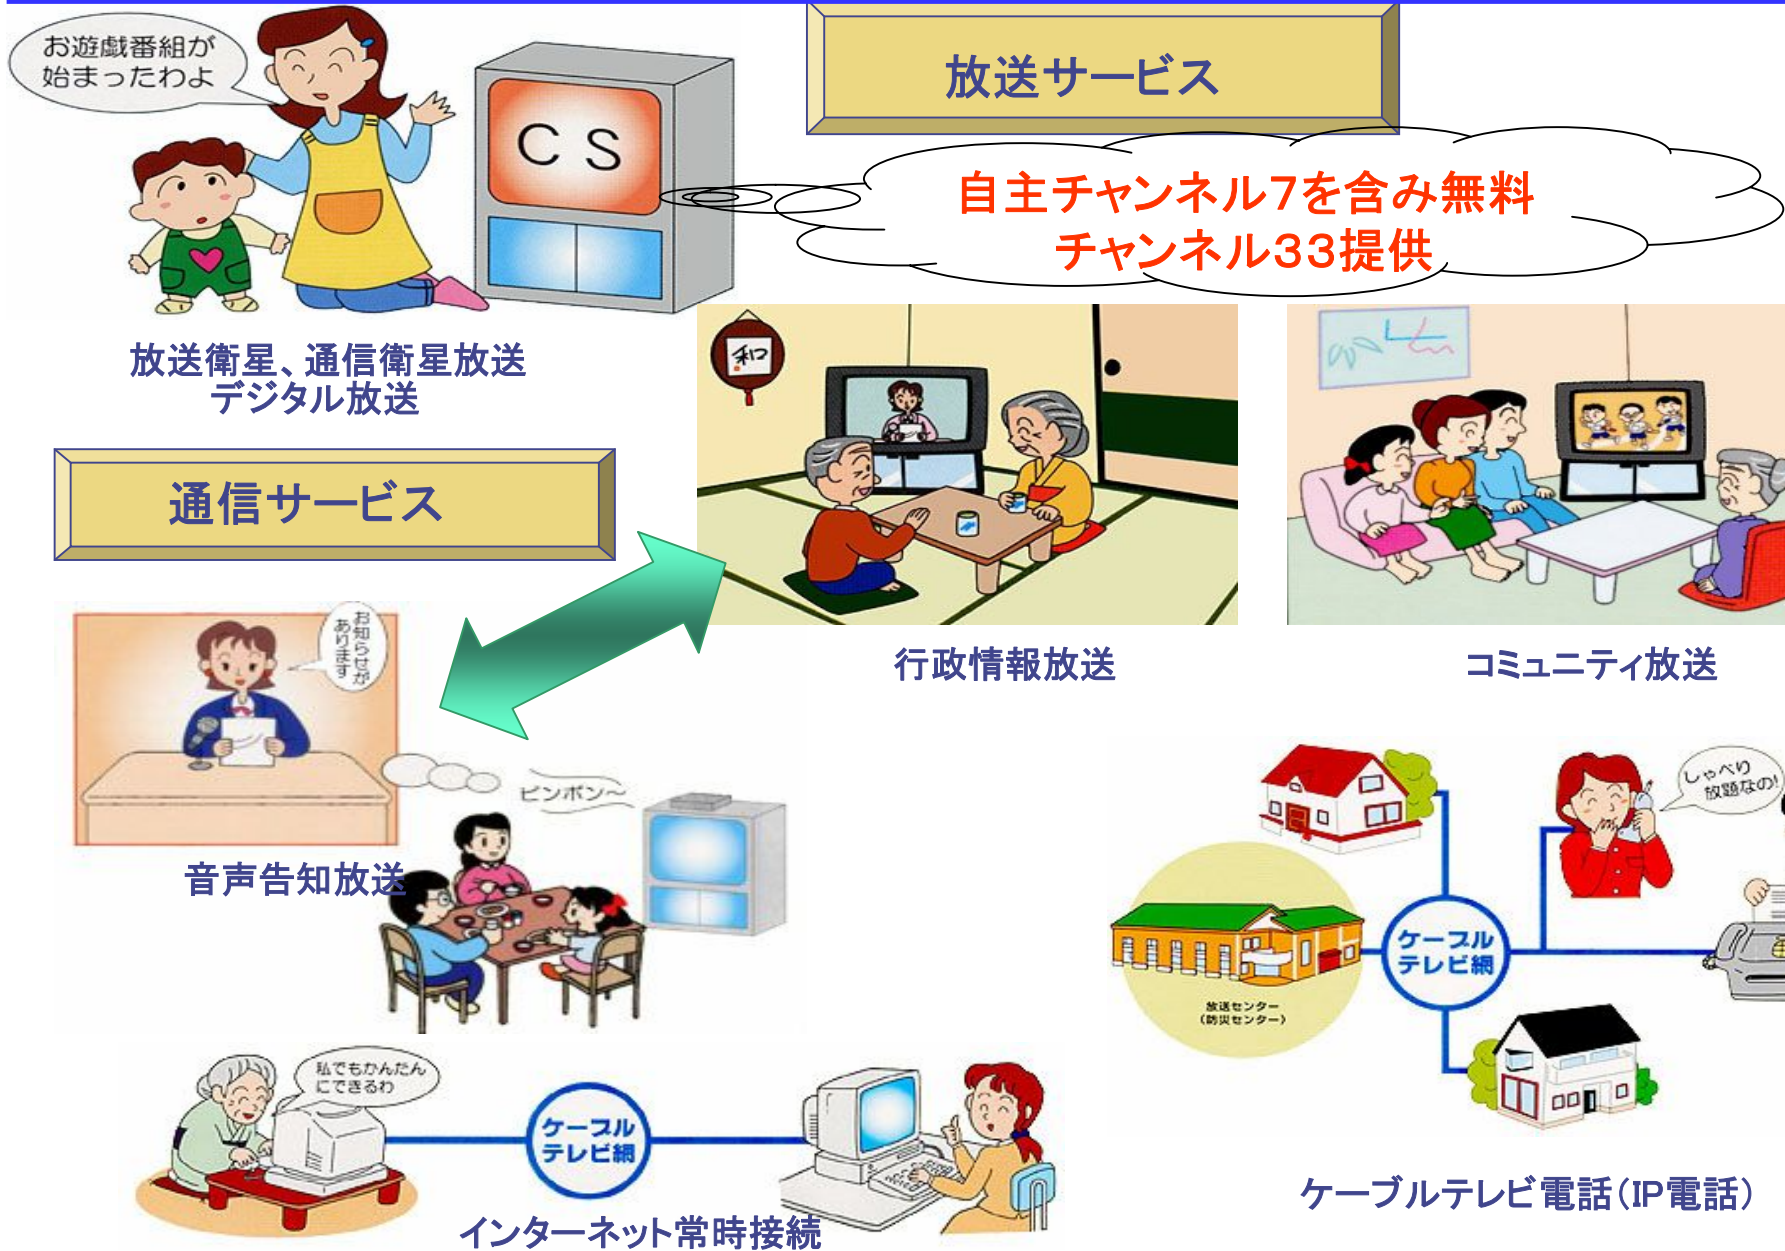 お遊戯番組が
始まったわよ
CS
放送サービス
自主チャンネル7を含み無料
チャンネル33提供
放送衛星、通信衛星放送
デジタル放送
和
通信サービス
お知らせが
あります
行政情報放送
コミュニティ放送
ピンポン～
音声告知放送
しゃべり
放題なの!
ケーブル
テレビ網
放送センター
(防災センター)
私でもかんたん
にできるわ
ケーブル
テレビ網
インターネット常時接続
ケーブルテレビ電話(IP電話)